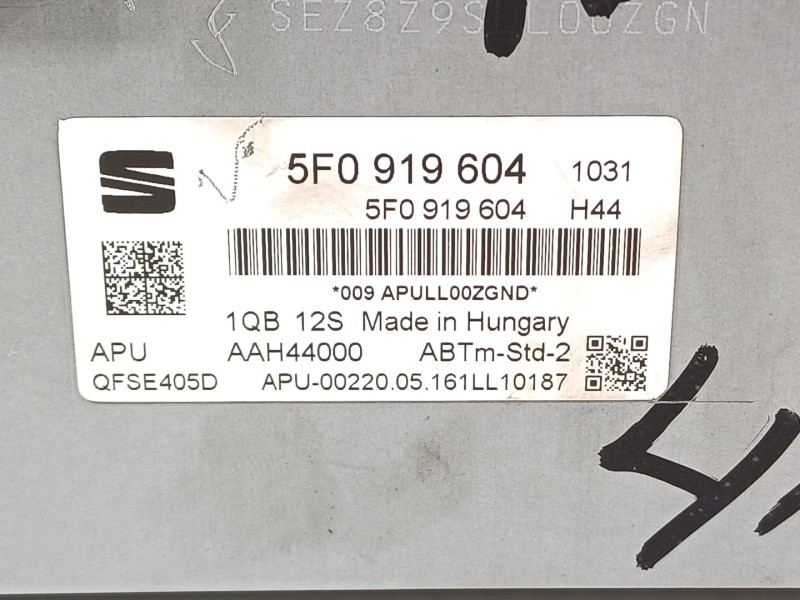 5F0 919 604 1031
5F0 919 604 H44
*009 APULL00ZGND*
1QB 12S Made in Hungary
APU AAH44000 ABTm-Std-2
QFSE405D APU-00220.05.161LL10187